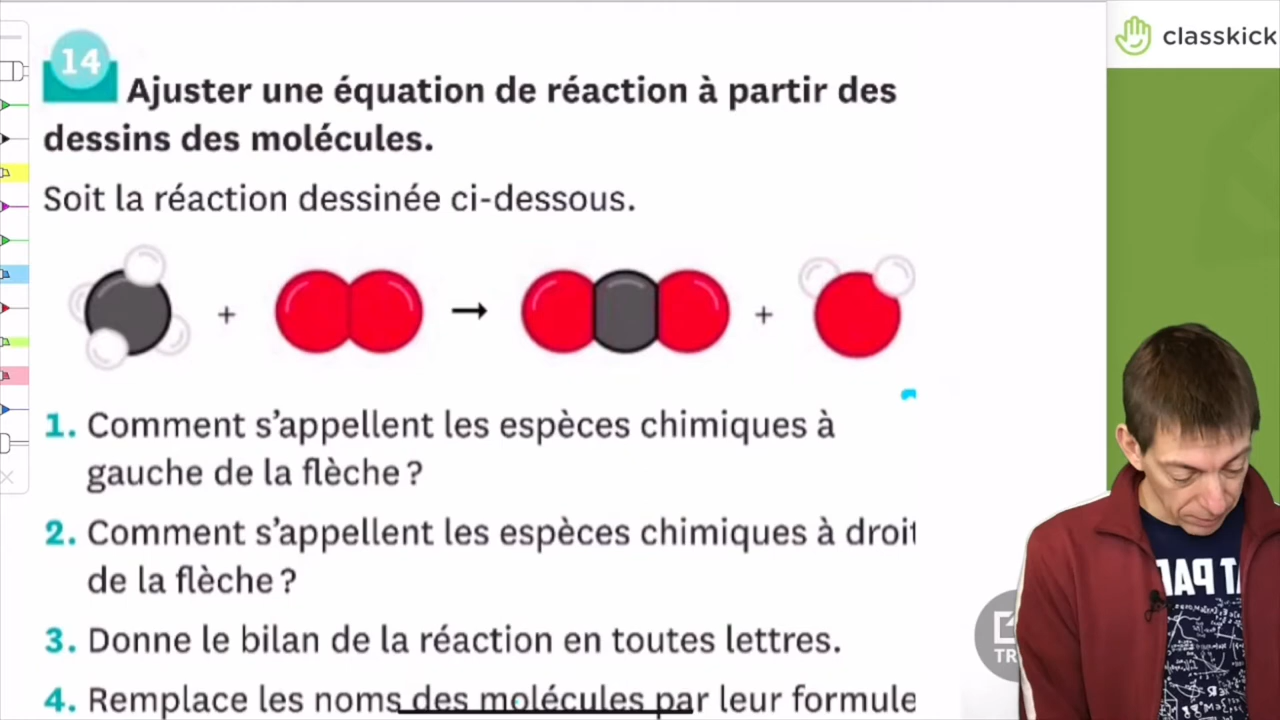 14
Ajuster une équation de réaction à partir des
dessins des molécules.
Soit la réaction dessinée ci-dessous.
+ → +
1. Comment s'appellent les espèces chimiques à
gauche de la flèche ?
2. Comment s'appellent les espèces chimiques à droit
de la flèche ?
3. Donne le bilan de la réaction en toutes lettres.
4. Remplace les noms des molécules par leur formule
classkick
TR